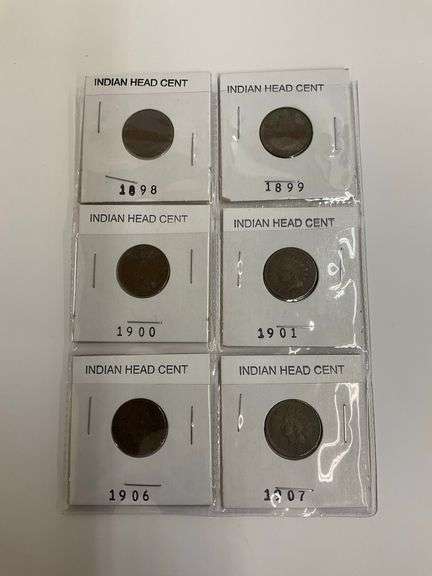 INDIAN HEAD CENT
INDIAN HEAD CENT
1898
1899
INDIAN HEAD CENT
INDIAN HEAD CENT
1900
1901
INDIAN HEAD CENT
INDIAN HEAD CENT
1906
1907